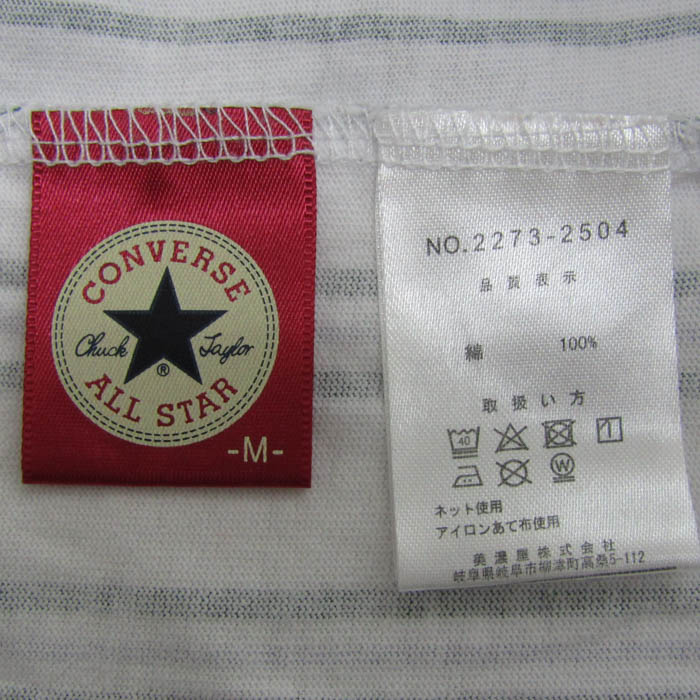 CONVERSE
Chuck Taylor
®
ALL STAR
-M-
NO.2273-2504
品質表示
綿 100%
取扱い方
40
W
ネット使用
アイロンあて布使用
美濃屋株式会社
岐阜県岐阜市柳津町高桑5-112